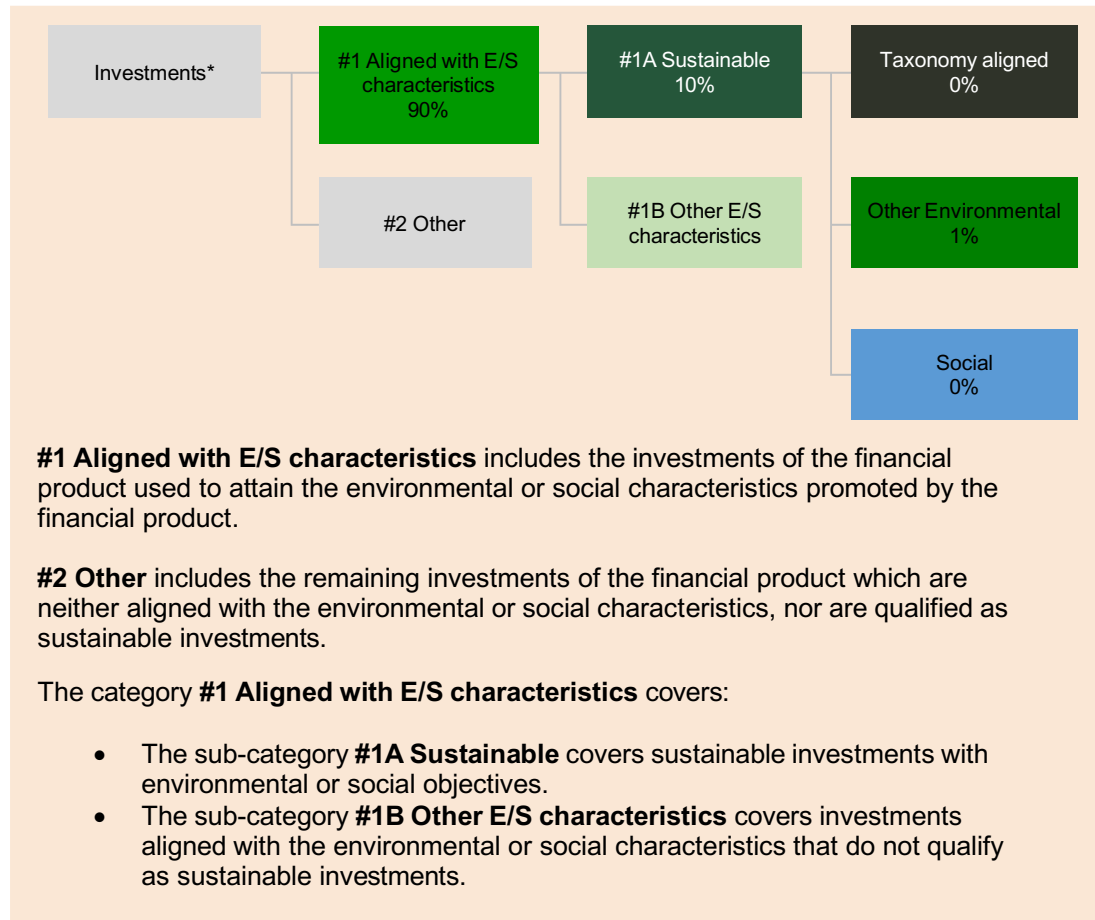 Investments*
#1 Aligned with E/S
characteristics
90%
#1A Sustainable
10%
Taxonomy aligned
0%
#2 Other
#1B Other E/S
characteristics
Other Environmental
1%
Social
0%
#1 Aligned with E/S characteristics includes the investments of the financial
product used to attain the environmental or social characteristics promoted by the
financial product.
#2 Other includes the remaining investments of the financial product which are
neither aligned with the environmental or social characteristics, nor are qualified as
sustainable investments.
The category #1 Aligned with E/S characteristics covers:
• The sub-category #1A Sustainable covers sustainable investments with
environmental or social objectives.
• The sub-category #1B Other E/S characteristics covers investments
aligned with the environmental or social characteristics that do not qualify
as sustainable investments.